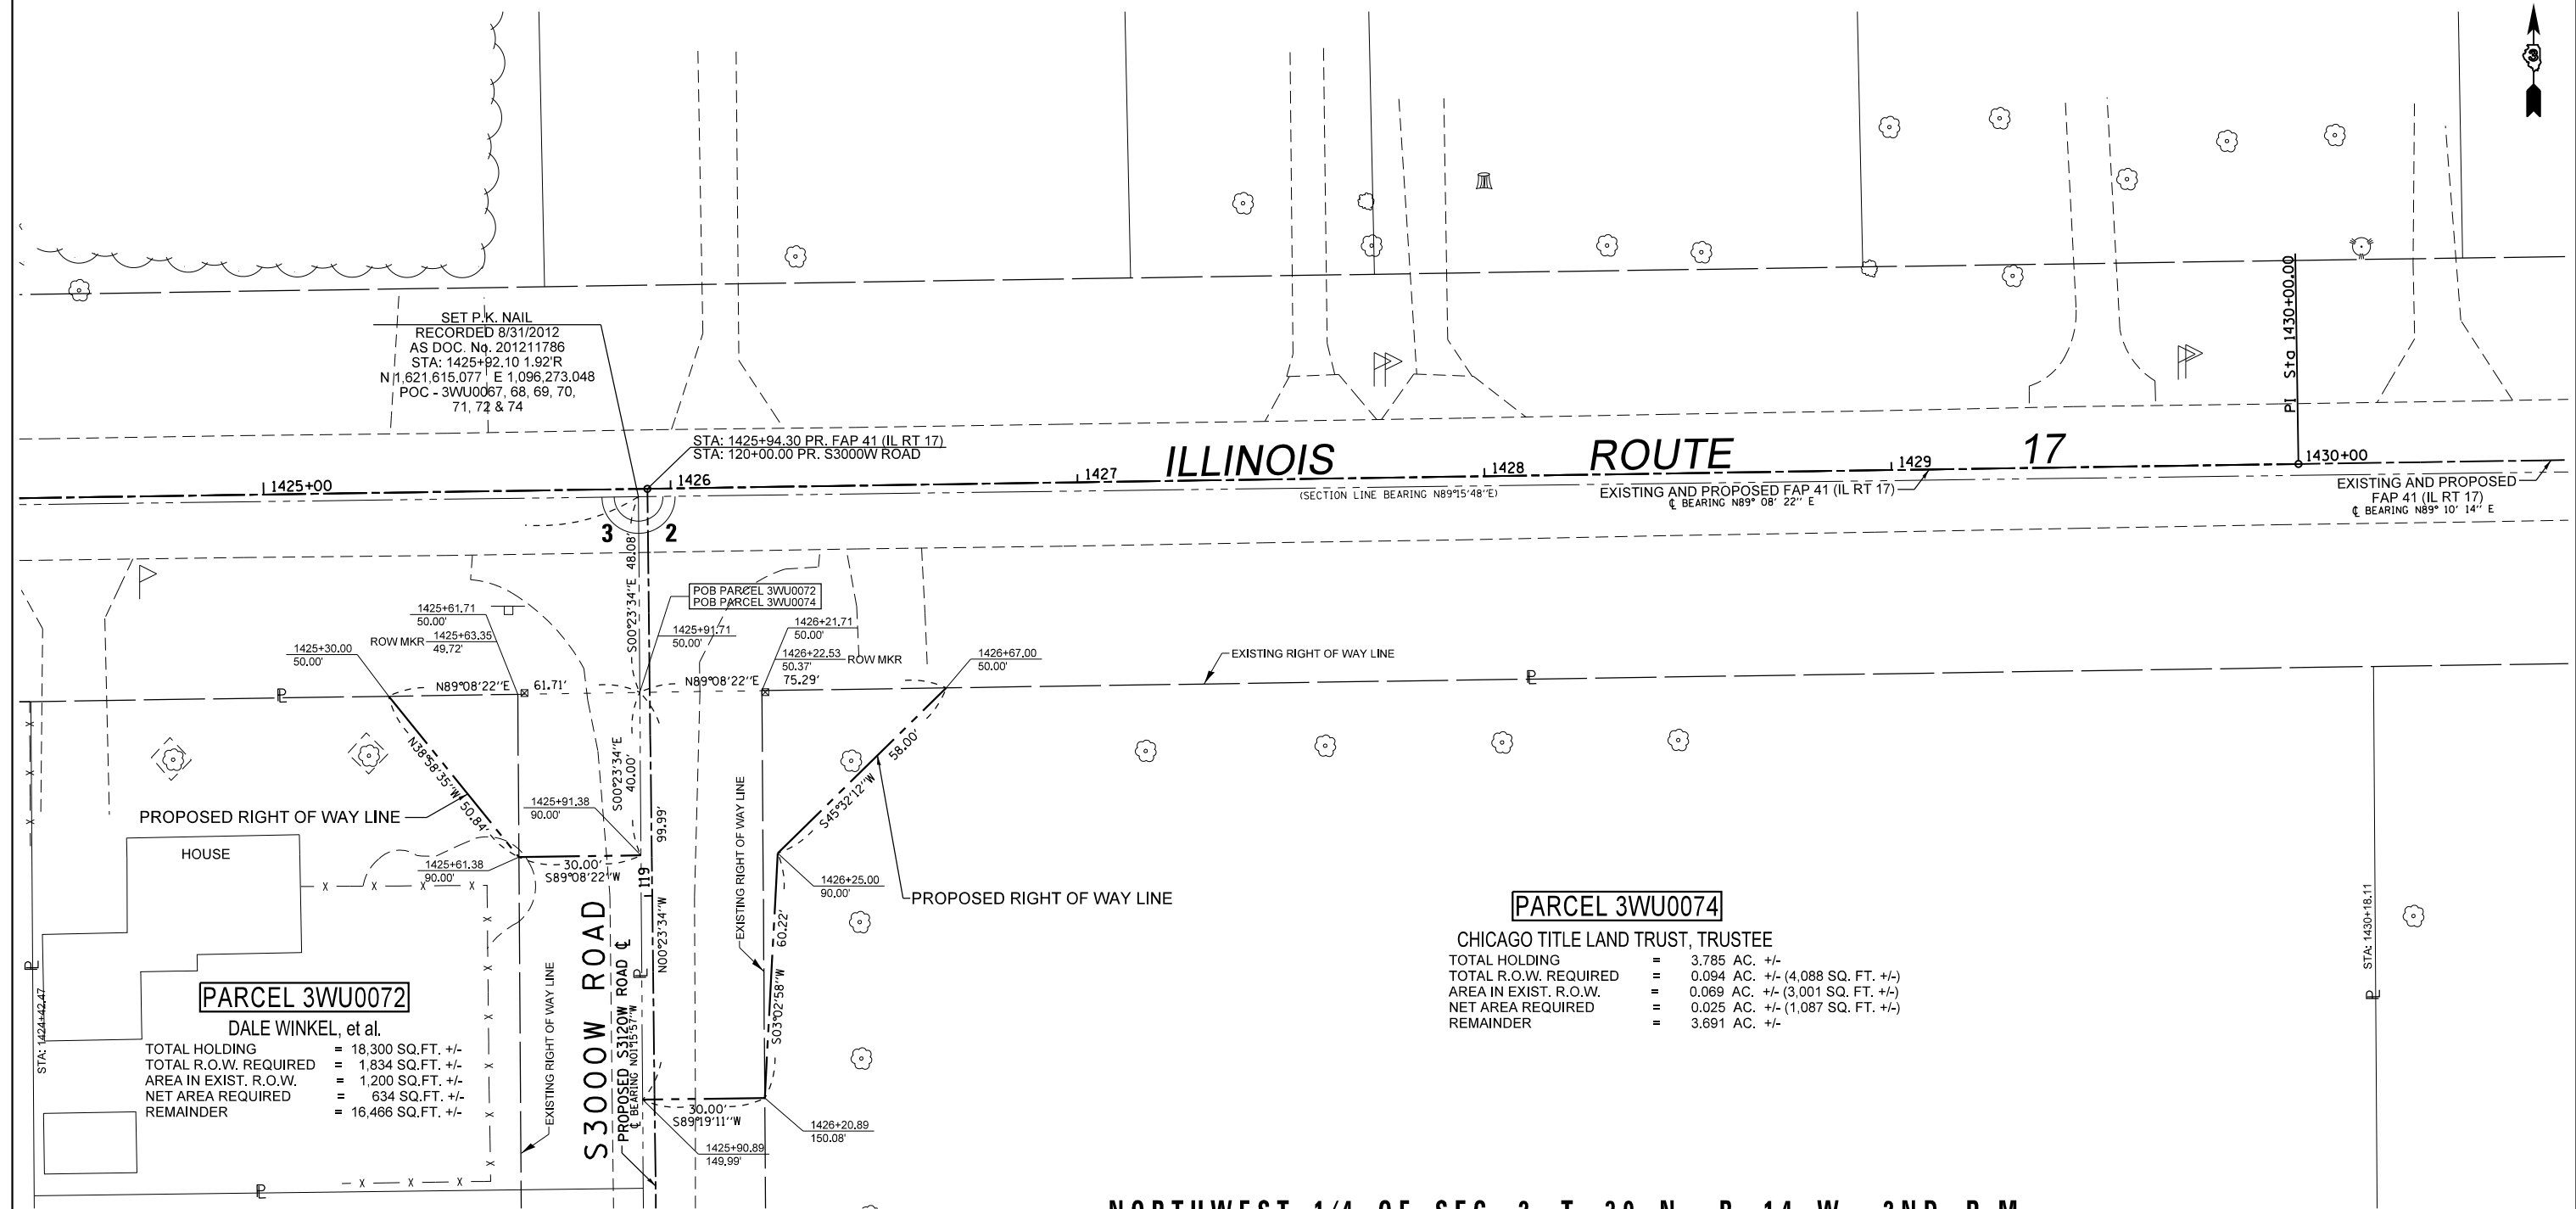 3
PI Sta 1430+00.00
SET P.K. NAIL
RECORDED 8/31/2012
AS DOC. No. 201211786
STA: 1425+92.10 1.92'R
N 1,621,615.077 E 1,096,273.048
POC - 3WU0067, 68, 69, 70,
71, 72 & 74
STA: 1425+94.30 PR. FAP 41 (IL RT 17)
STA: 120+00.00 PR. S3000W ROAD
ILLINOIS ROUTE 17
1425+00
1426
1427
1428
1429
1430+00
(SECTION LINE BEARING N89°15'48"E)
EXISTING AND PROPOSED FAP 41 (IL RT 17)
℄ BEARING N89° 08' 22" E
EXISTING AND PROPOSED
FAP 41 (IL RT 17)
℄ BEARING N89° 10' 14" E
3
2
S00°23'34"E 48.08'
POB PARCEL 3WU0072
POB PARCEL 3WU0074
1425+61.71
50.00'
ROW MKR 1425+63.35
49.72'
1425+30.00
50.00'
1425+91.71
50.00'
1426+21.71
50.00'
1426+22.53 ROW MKR
50.37'
1426+67.00
50.00'
EXISTING RIGHT OF WAY LINE
N89°08'22"E 61.71'
N89°08'22"E 75.29'
N38°58'35"W 50.84'
S00°23'34"E
40.00'
99.99'
N00°23'34"W
S45°32'12"W 58.00'
PROPOSED RIGHT OF WAY LINE
1425+91.38
90.00'
EXISTING RIGHT OF WAY LINE
HOUSE
1425+61.38
90.00'
30.00'
S89°08'22"W
119
1426+25.00
90.00'
PROPOSED RIGHT OF WAY LINE
S03°02'58"W 60.22'
S3000W ROAD
PROPOSED S3120W ROAD ℄
℄ BEARING N01°15'57"W
EXISTING RIGHT OF WAY LINE
STA: 1424+42.47
PARCEL 3WU0072
DALE WINKEL, et al.
TOTAL HOLDING = 18,300 SQ.FT. +/-
TOTAL R.O.W. REQUIRED = 1,834 SQ.FT. +/-
AREA IN EXIST. R.O.W. = 1,200 SQ.FT. +/-
NET AREA REQUIRED = 634 SQ.FT. +/-
REMAINDER = 16,466 SQ.FT. +/-
30.00'
S89°19'11"W
1426+20.89
150.08'
1425+90.89
149.99'
PARCEL 3WU0074
CHICAGO TITLE LAND TRUST, TRUSTEE
TOTAL HOLDING = 3.785 AC. +/-
TOTAL R.O.W. REQUIRED = 0.094 AC. +/- (4,088 SQ. FT. +/-)
AREA IN EXIST. R.O.W. = 0.069 AC. +/- (3,001 SQ. FT. +/-)
NET AREA REQUIRED = 0.025 AC. +/- (1,087 SQ. FT. +/-)
REMAINDER = 3.691 AC. +/-
STA: 1430+18.11
NORTHWEST 1/4 OF SEC. 2, T. 30 N., R. 14 W., 2ND P.M.